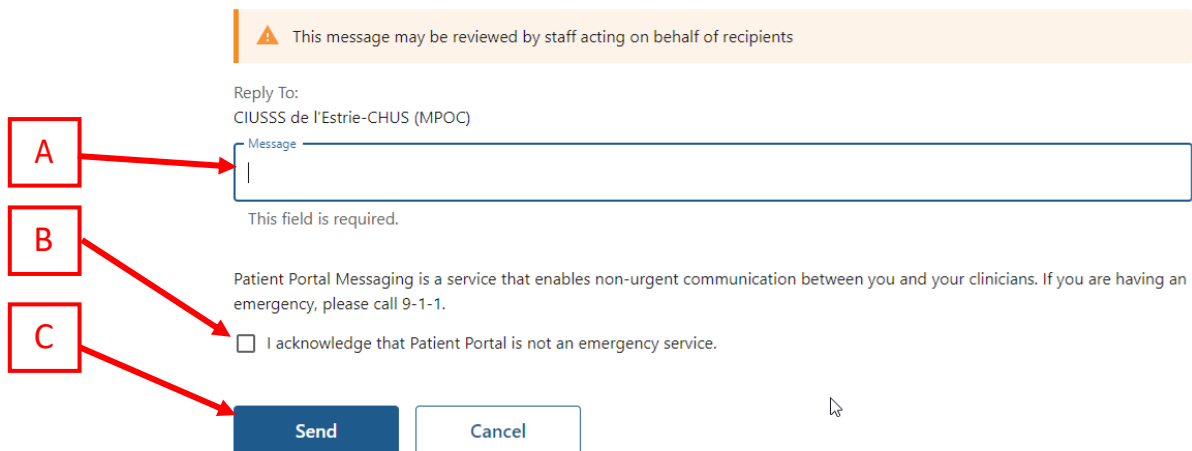 This message may be reviewed by staff acting on behalf of recipients
Reply To:
CIUSSS de l'Estrie-CHUS (MPOC)
A
Message
This field is required.
B
Patient Portal Messaging is a service that enables non-urgent communication between you and your clinicians. If you are having an
emergency, please call 9-1-1.
C
I acknowledge that Patient Portal is not an emergency service.
Send
Cancel